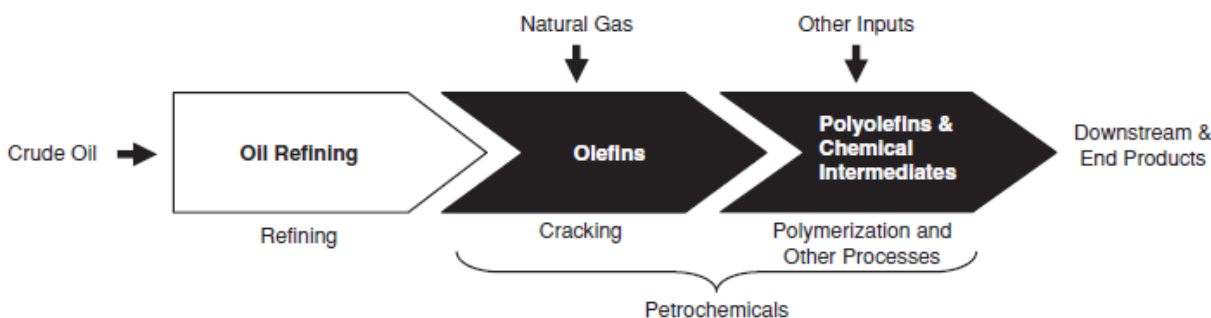 Natural Gas
Other Inputs
Crude Oil
Oil Refining
Olefins
Polyolefins &
Chemical
Intermediates
Downstream &
End Products
Refining
Cracking
Polymerization and
Other Processes
Petrochemicals